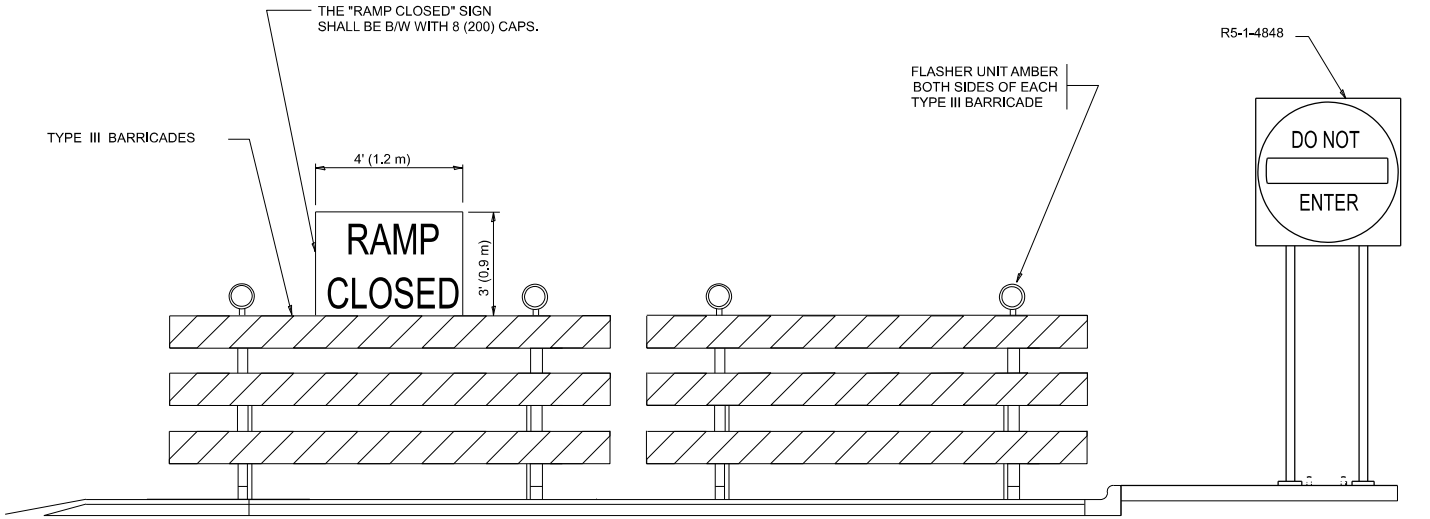 THE "RAMP CLOSED" SIGN
SHALL BE B/W WITH 8 (200) CAPS.
R5-1-4848
FLASHER UNIT AMBER
BOTH SIDES OF EACH
TYPE III BARRICADE
TYPE III BARRICADES
4' (1.2 m)
3' (0.9 m)
RAMP
CLOSED
DO NOT
ENTER